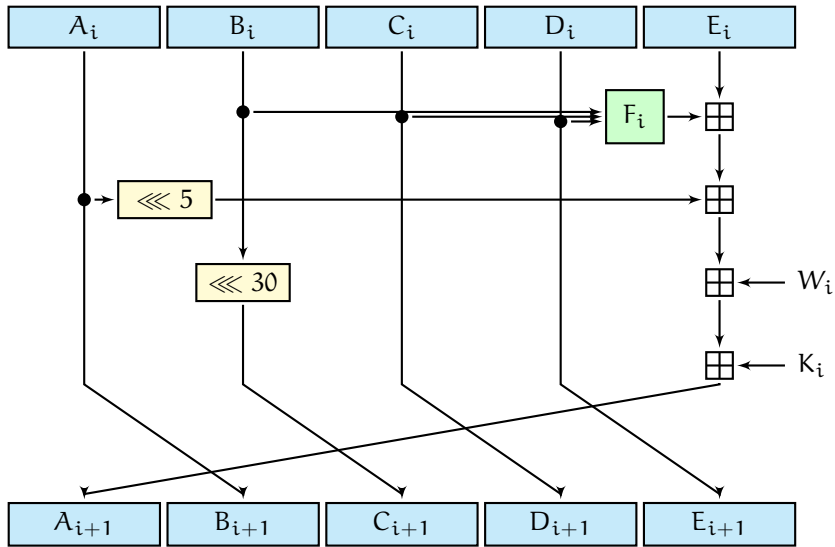 A_i B_i C_i D_i E_i
F_i
⋘ 5
⋘ 30
W_i
K_i
A_{i+1} B_{i+1} C_{i+1} D_{i+1} E_{i+1}